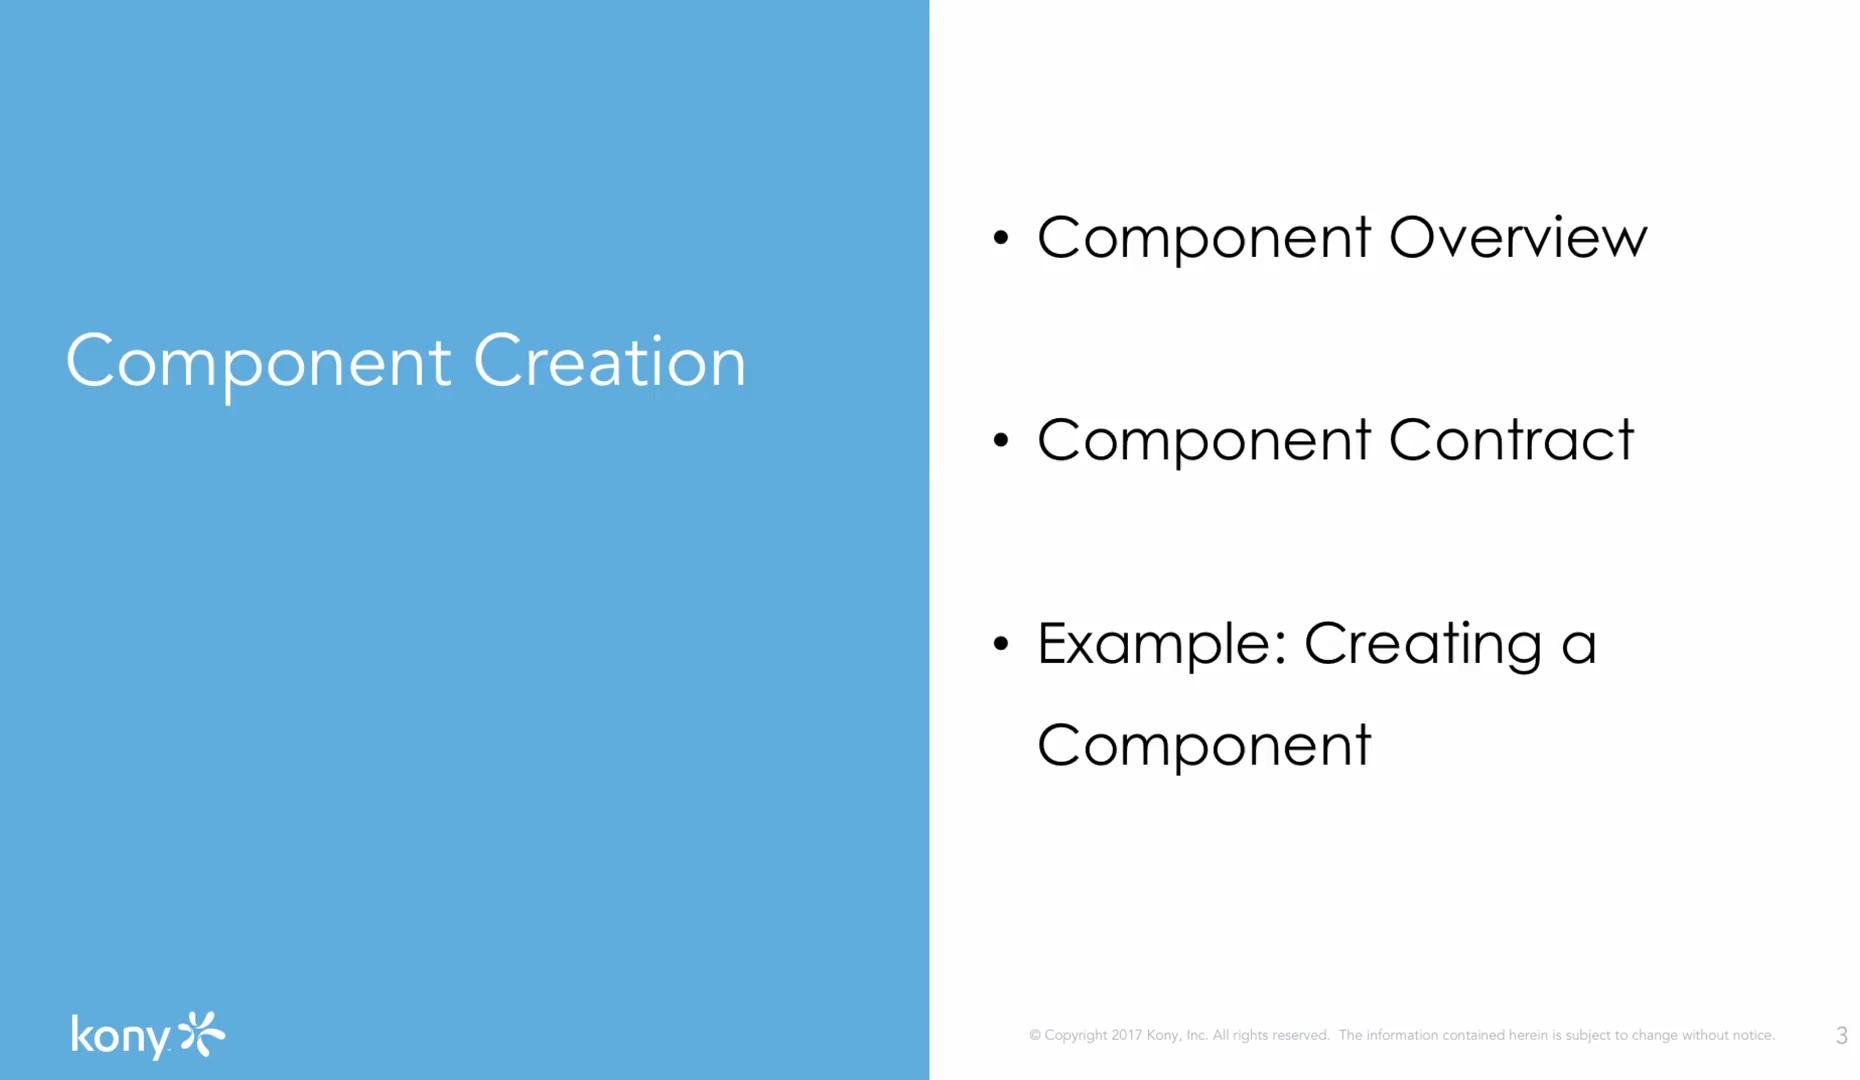 Component Creation
• Component Overview
• Component Contract
• Example: Creating a
Component
kony
© Copyright 2017 Kony, Inc. All rights reserved. The information contained herein is subject to change without notice.
3